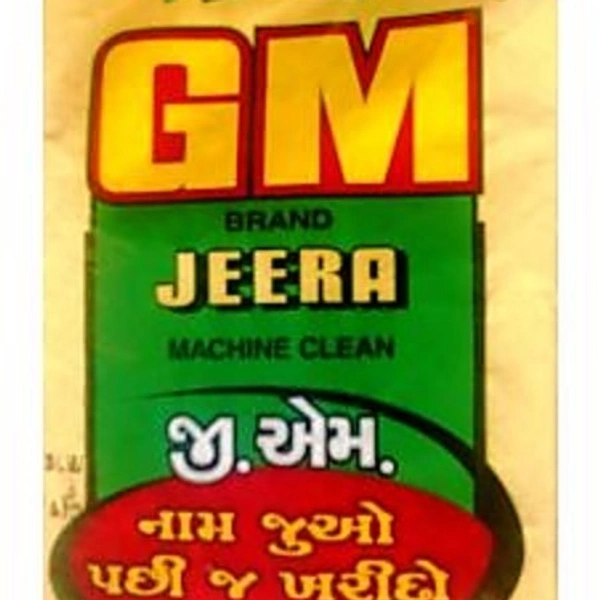 GM
BRAND
JEERA
MACHINE CLEAN
જી.એમ.
નામ જુઓ
પછી જ ખરીદો